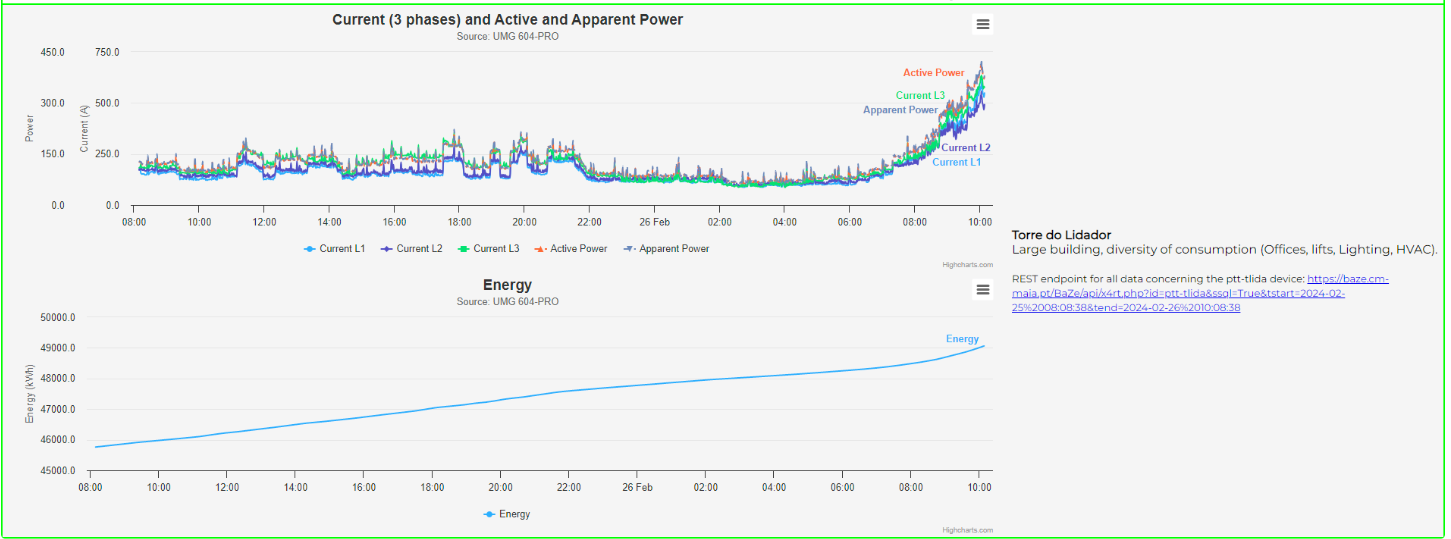 Current (3 phases) and Active and Apparent Power
Source: UMG 604-PRO
Power
450.0
300.0
150.0
0.0
Current (A)
750.0
500.0
250.0
0.0
Active Power
Current L3
Apparent Power
Current L2
Current L1
08:00 10:00 12:00 14:00 16:00 18:00 20:00 22:00 26 Feb 02:00 04:00 06:00 08:00 10:00
Current L1 Current L2 Current L3 Active Power Apparent Power
Highcharts.com
Energy
Source: UMG 604-PRO
Energy (kWh)
50000.0
49000.0
48000.0
47000.0
46000.0
45000.0
Energy
08:00 10:00 12:00 14:00 16:00 18:00 20:00 22:00 26 Feb 02:00 04:00 06:00 08:00 10:00
Energy
Highcharts.com
Torre do Lidador
Large building, diversity of consumption (Offices, lifts, Lighting, HVAC).
REST endpoint for all data concerning the ptt-tlida device: https://baze.cm-
maia.pt/BaZe/api/x4rt.php?id=ptt-tlida&ssql=True&tstart=2024-02-
25%2008:08:38&tend=2024-02-26%2010:08:38